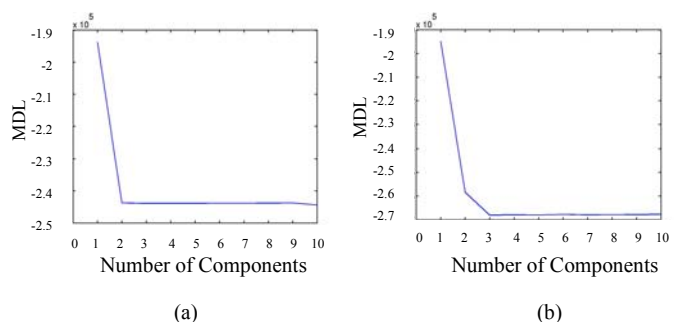 x 10 5
-1.9
-2
-2.1
-2.2
-2.3
-2.4
-2.5
MDL
0 1 2 3 4 5 6 7 8 9 10
Number of Components
(a)
x 10 5
-1.9
-2
-2.1
-2.2
-2.3
-2.4
-2.5
-2.6
-2.7
MDL
0 1 2 3 4 5 6 7 8 9 10
Number of Components
(b)